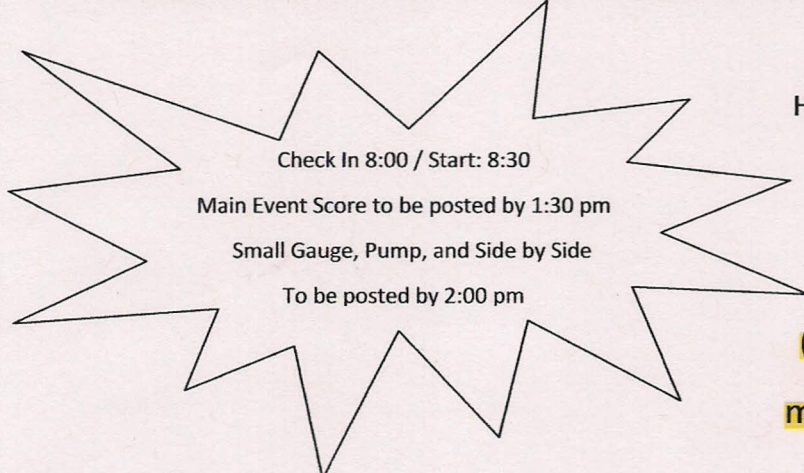 Check In 8:00 / Start: 8:30
Main Event Score to be posted by 1:30 pm
Small Gauge, Pump, and Side by Side
To be posted by 2:00 pm